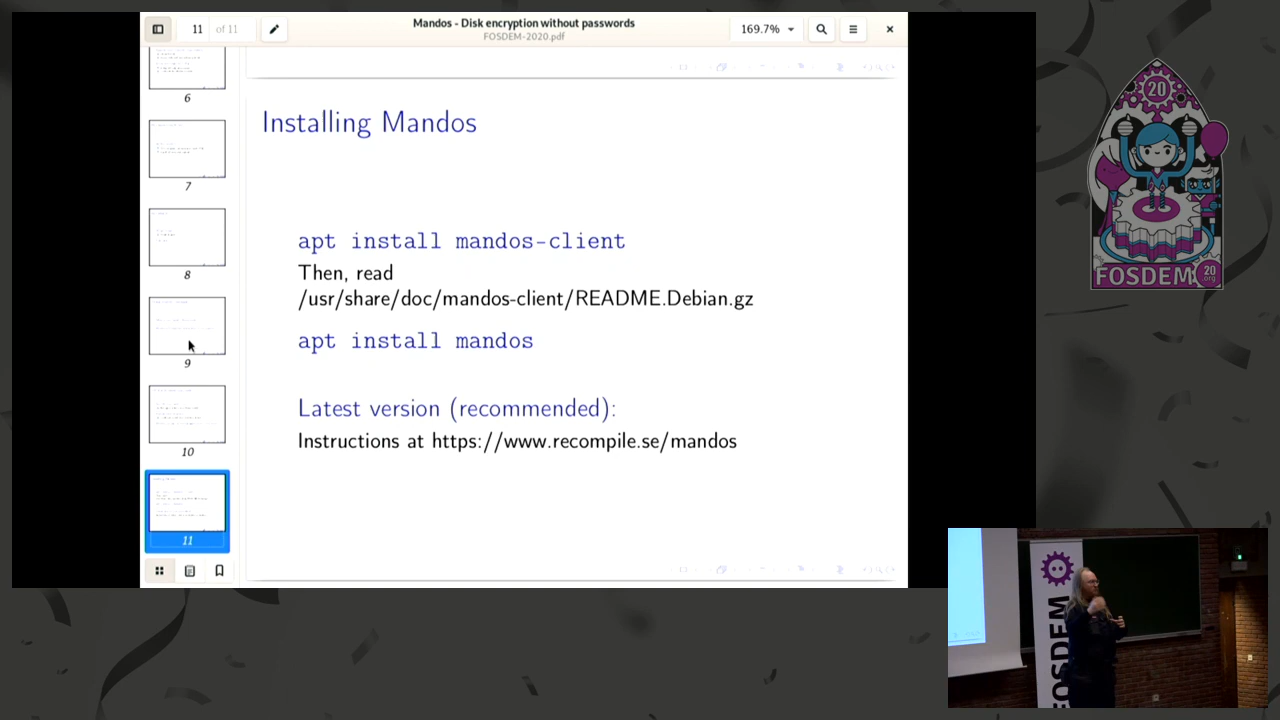 11 of 11
Mandos - Disk encryption without passwords
FOSDEM-2020.pdf
169.7%
6
7
8
9
10
11
Installing Mandos
apt install mandos-client
Then, read
/usr/share/doc/mandos-client/README.Debian.gz
apt install mandos
Latest version (recommended):
Instructions at https://www.recompile.se/mandos
20
FOSDEM
20
.org
FOSDEM